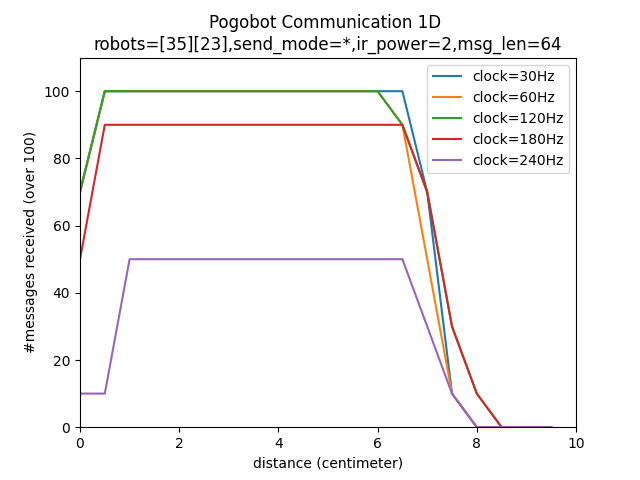 Pogobot Communication 1D
robots=[35][23],send_mode=*,ir_power=2,msg_len=64
clock=30Hz
clock=60Hz
clock=120Hz
clock=180Hz
clock=240Hz
#messages received (over 100)
100
80
60
40
20
0
0 2 4 6 8 10
distance (centimeter)